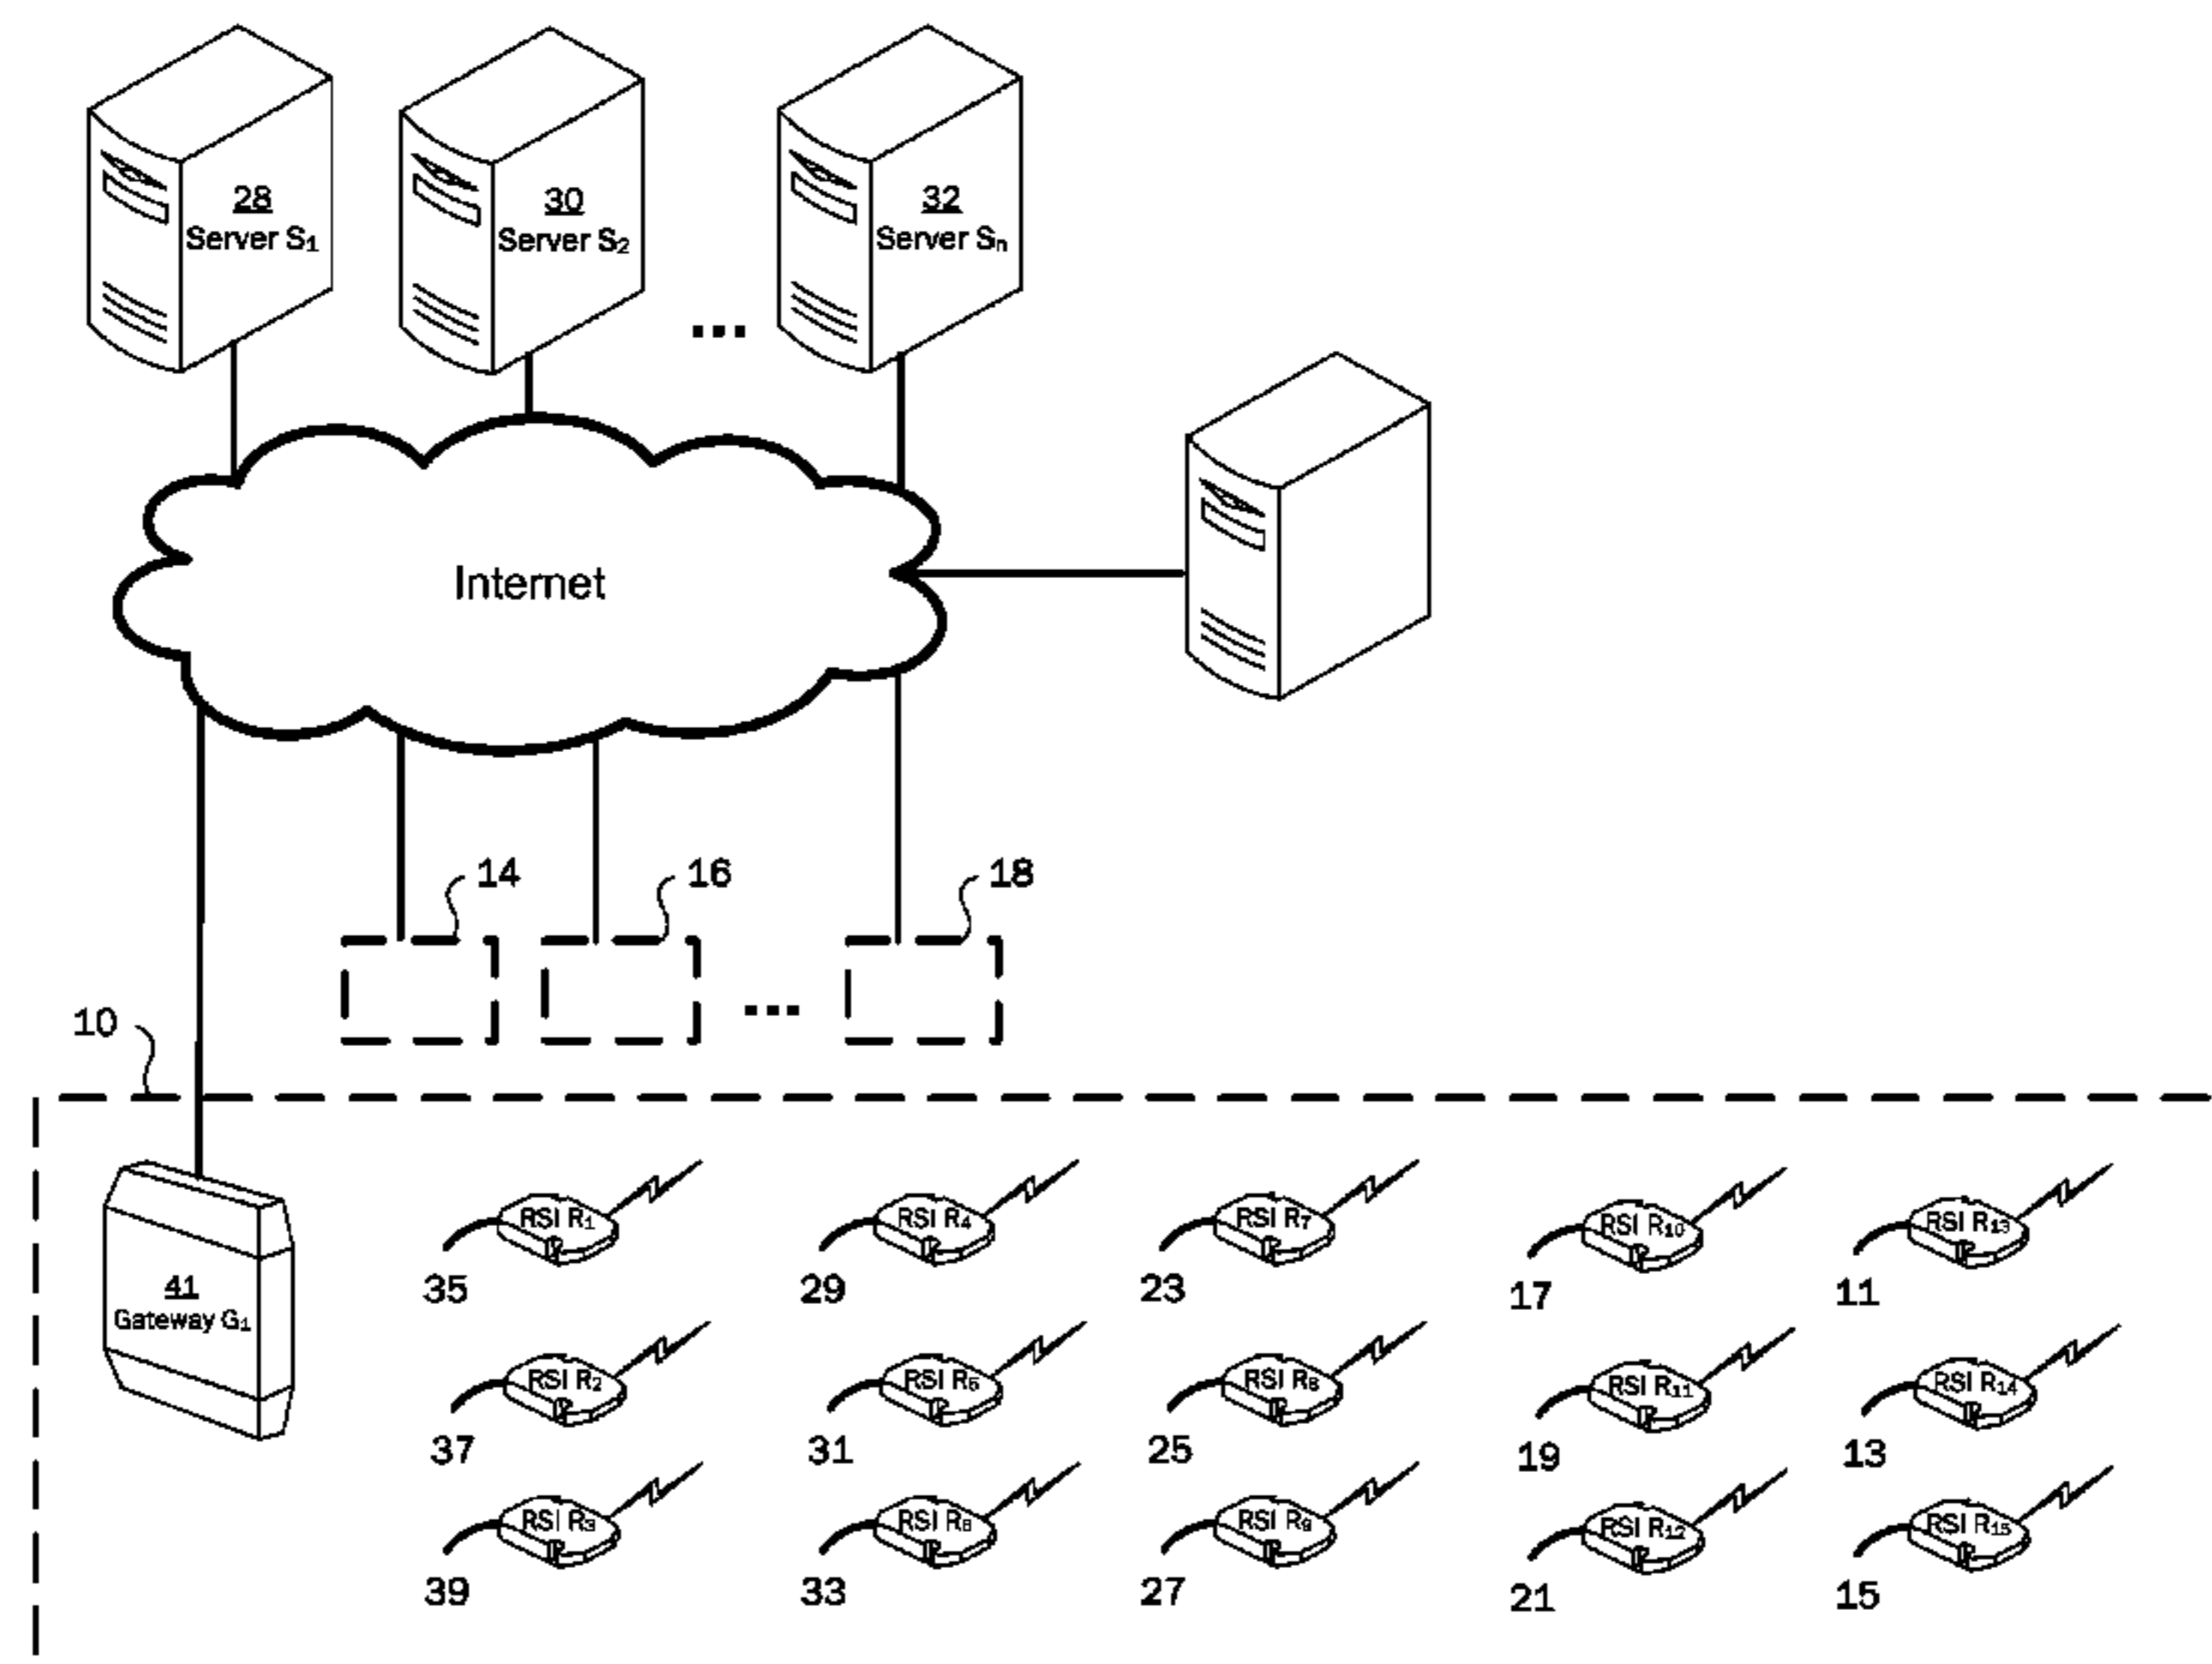 28
Server S₁
30
Server S₂
...
32
Server Sₙ
Internet
14
16
...
18
10
41
Gateway G₁
RSI R₁
35
RSI R₄
29
RSI R₇
23
RSI R₁₀
17
RSI R₁₃
11
RSI R₂
37
RSI R₅
31
RSI R₈
25
RSI R₁₁
19
RSI R₁₄
13
RSI R₃
39
RSI R₆
33
RSI R₉
27
RSI R₁₂
21
RSI R₁₅
15